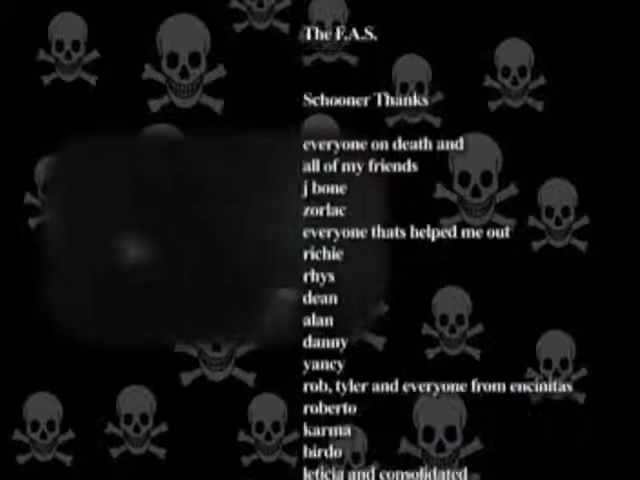 The F.A.S.
Schooner Thanks
everyone on death and
all of my friends
j bone
zorlac
everyone thats helped me out
richie
rhys
dean
alan
danny
yancy
rob, tyler and everyone from encinitas
roberto
karma
birdo
leticia and consolidated